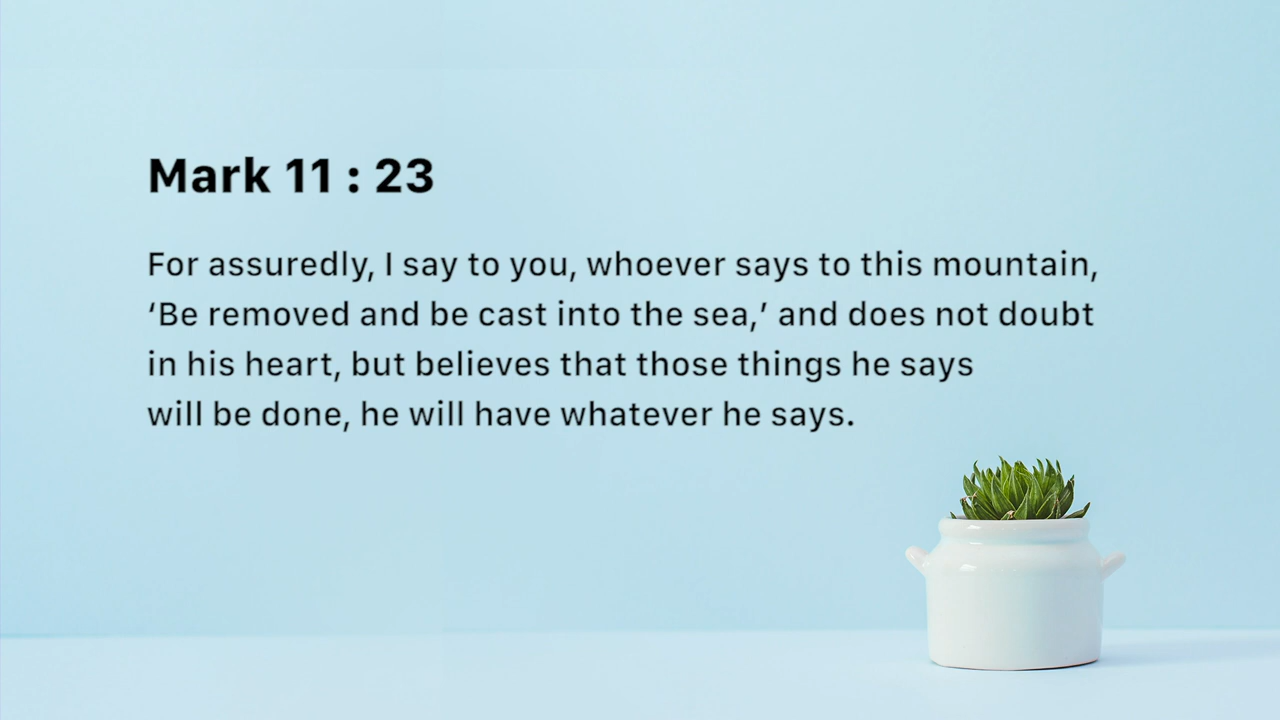 Mark 11 : 23
For assuredly, I say to you, whoever says to this mountain,
‘Be removed and be cast into the sea,’ and does not doubt
in his heart, but believes that those things he says
will be done, he will have whatever he says.